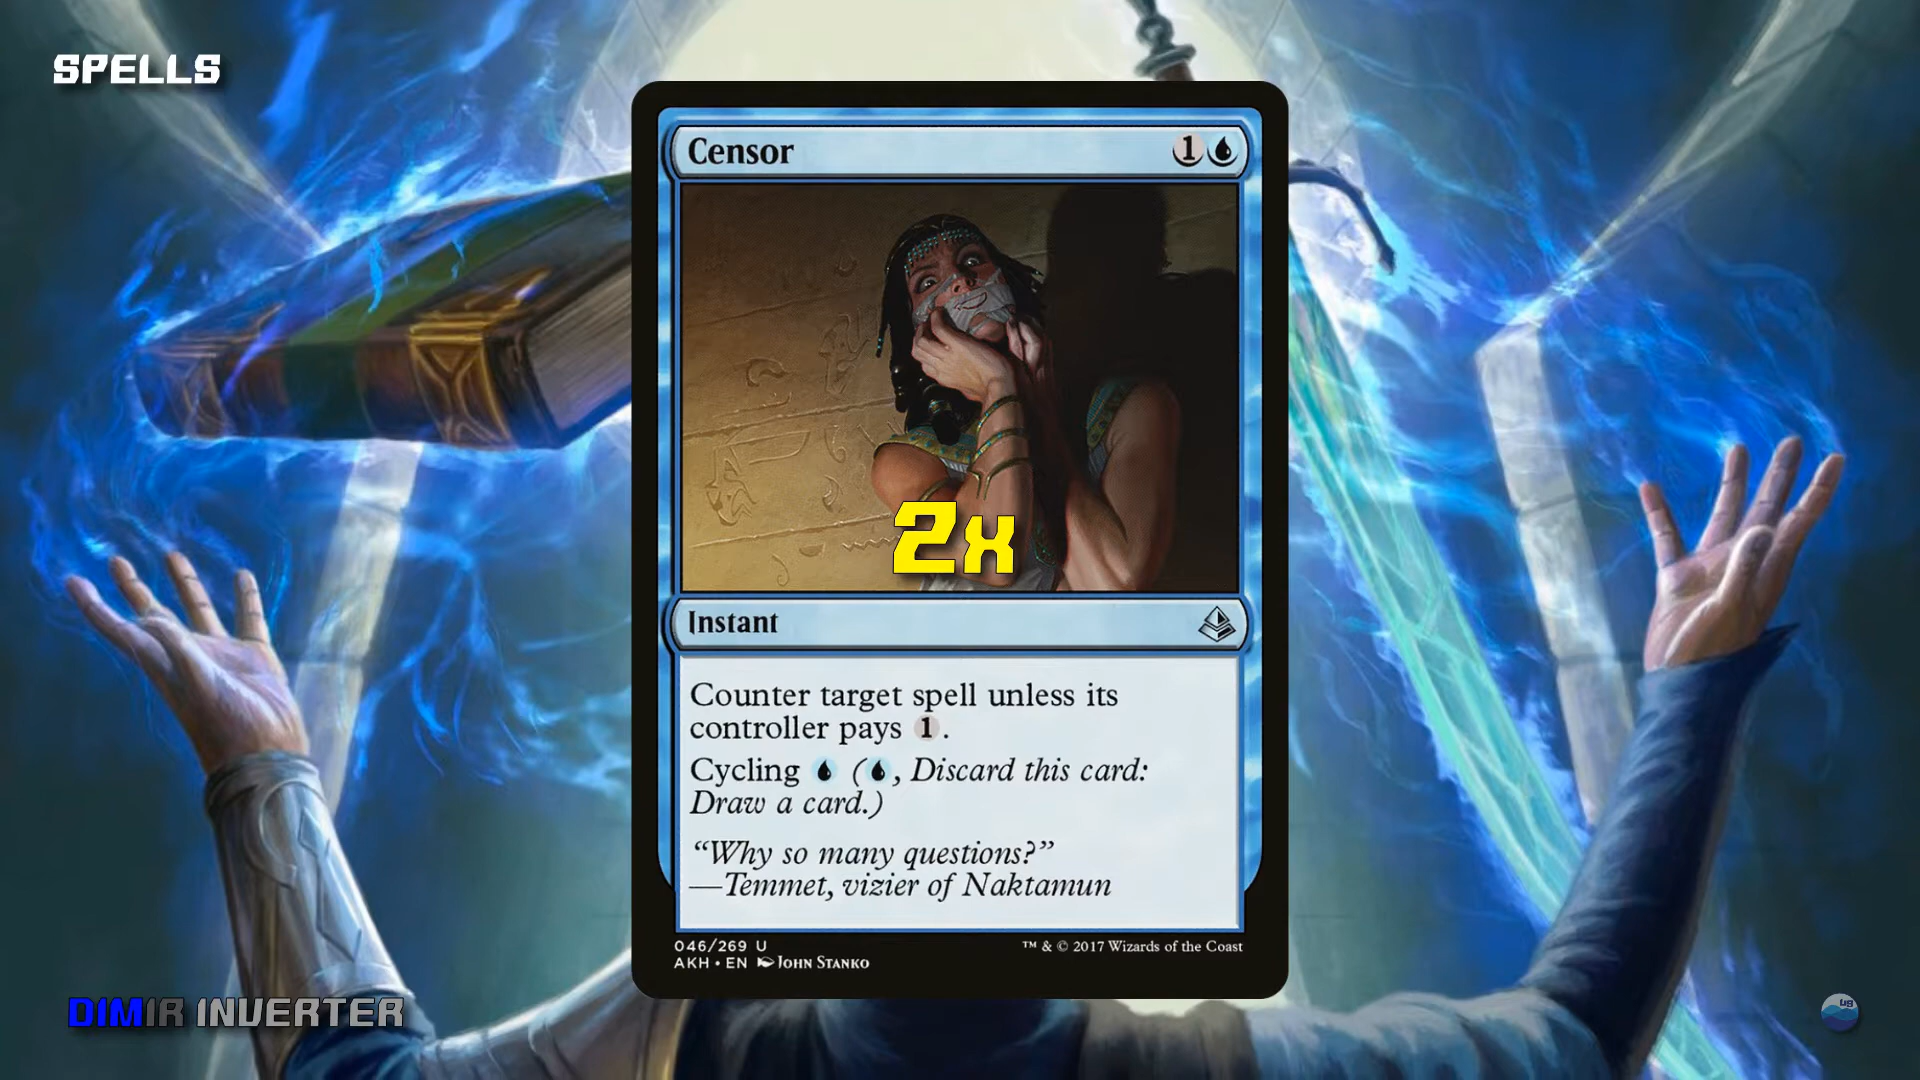 SPELLS
Censor 1
2x
Instant
Counter target spell unless its
controller pays 1.
Cycling (, Discard this card:
Draw a card.)
“Why so many questions?”
—Temmet, vizier of Naktamun
046/269 U
AKH • EN John Stanko
™ & © 2017 Wizards of the Coast
DIMIR INVERTER
ug